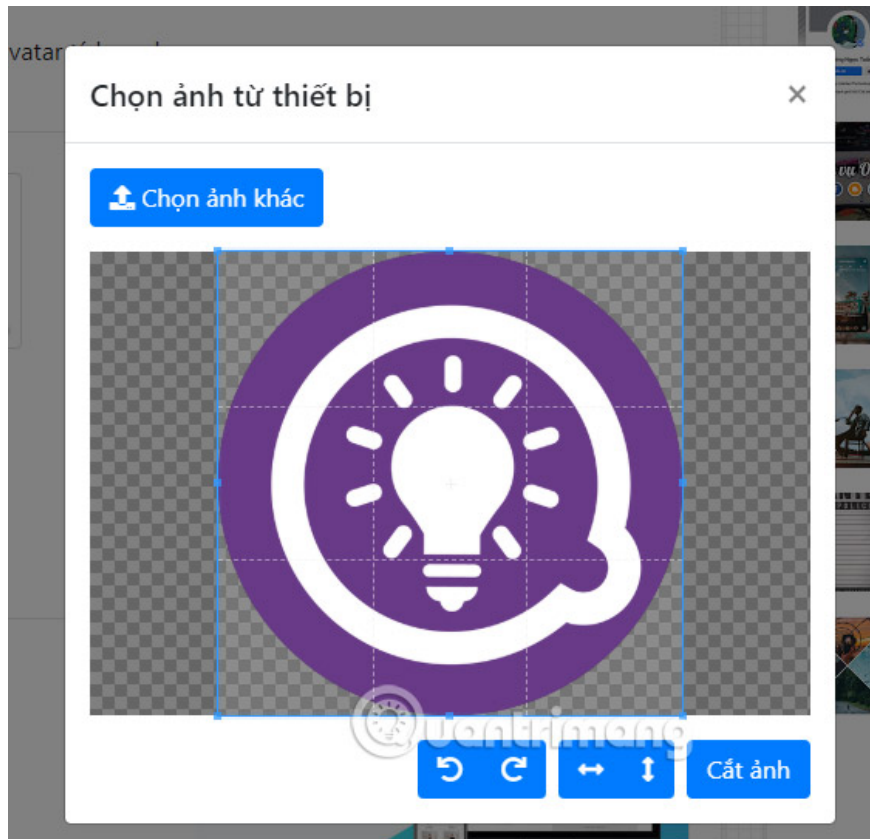 vatar
Chọn ảnh từ thiết bị
×
Chọn ảnh khác
Quantrimang
Cắt ảnh